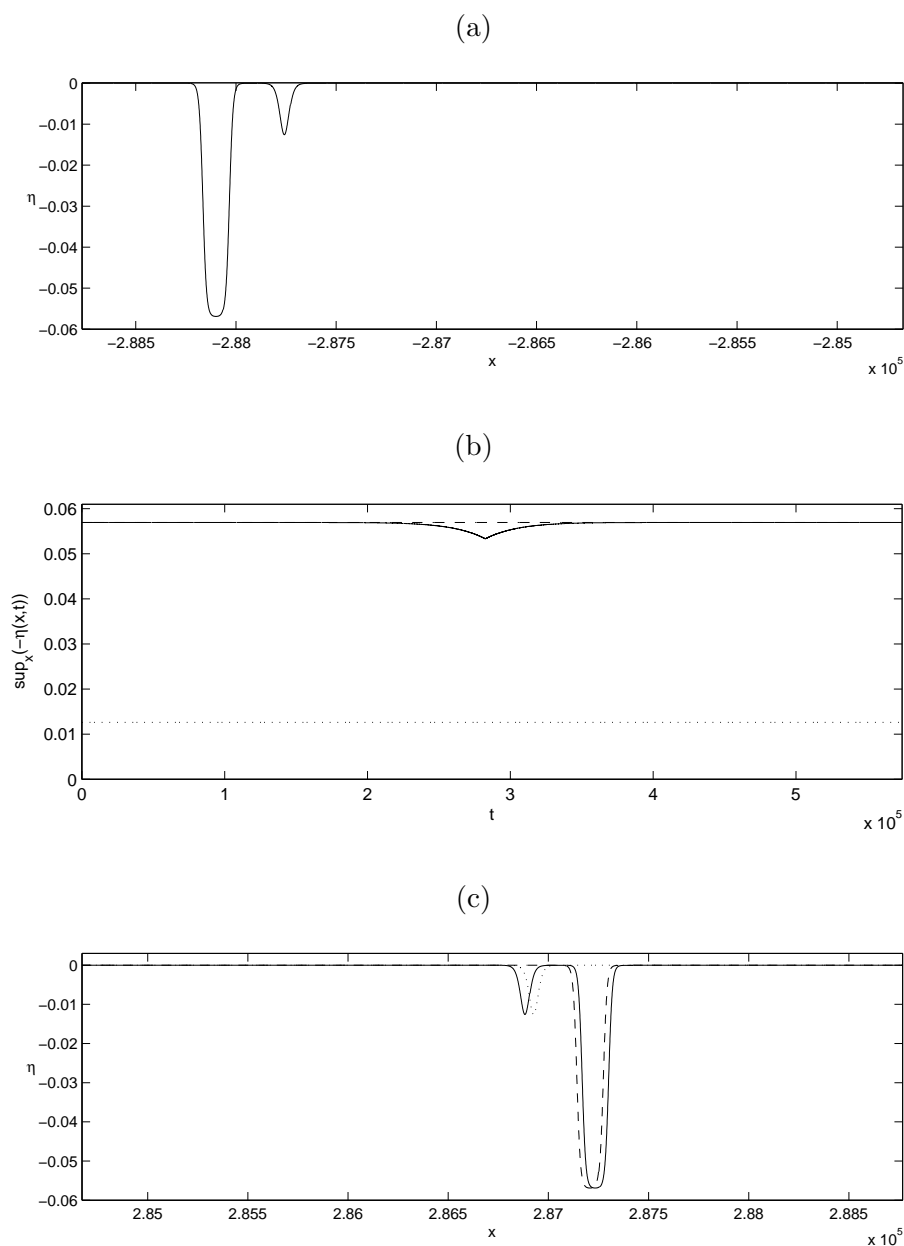 (a)
0
−0.01
−0.02
−0.03
−0.04
−0.05
−0.06
η
−2.885 −2.88 −2.875 −2.87 −2.865 −2.86 −2.855 −2.85
x
x 10^5
(b)
0.06
0.05
0.04
0.03
0.02
0.01
0
sup_x(−η(x,t))
0 1 2 3 4 5
t
x 10^5
(c)
0
−0.01
−0.02
−0.03
−0.04
−0.05
−0.06
η
2.85 2.855 2.86 2.865 2.87 2.875 2.88 2.885
x
x 10^5